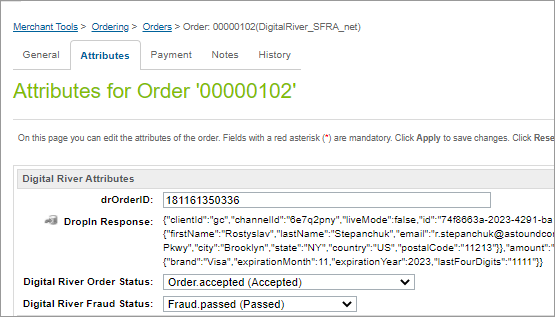 Merchant Tools > Ordering > Orders > Order: 00000102(DigitalRiver_SFRA_net)
General Attributes Payment Notes History
Attributes for Order '00000102'
On this page you can edit the attributes of the order. Fields with a red asterisk (*) are mandatory. Click Apply to save changes. Click Rese
Digital River Attributes
drOrderID: 181161350336
DropIn Response: {"clientId":"gc","channelId":"6e7q2pny","liveMode":false,"id":"74f8663a-2023-4291-ba
{"firstName":"Rostyslav","lastName":"Stepanchuk","email":"r.stepanchuk@astoundcor
Pkwy","city":"Brooklyn","state":"NY","country":"US","postalCode":"11213"}},"amount":
{"brand":"Visa","expirationMonth":11,"expirationYear":2023,"lastFourDigits":"1111"}}
Digital River Order Status: Order.accepted (Accepted)
Digital River Fraud Status: Fraud.passed (Passed)